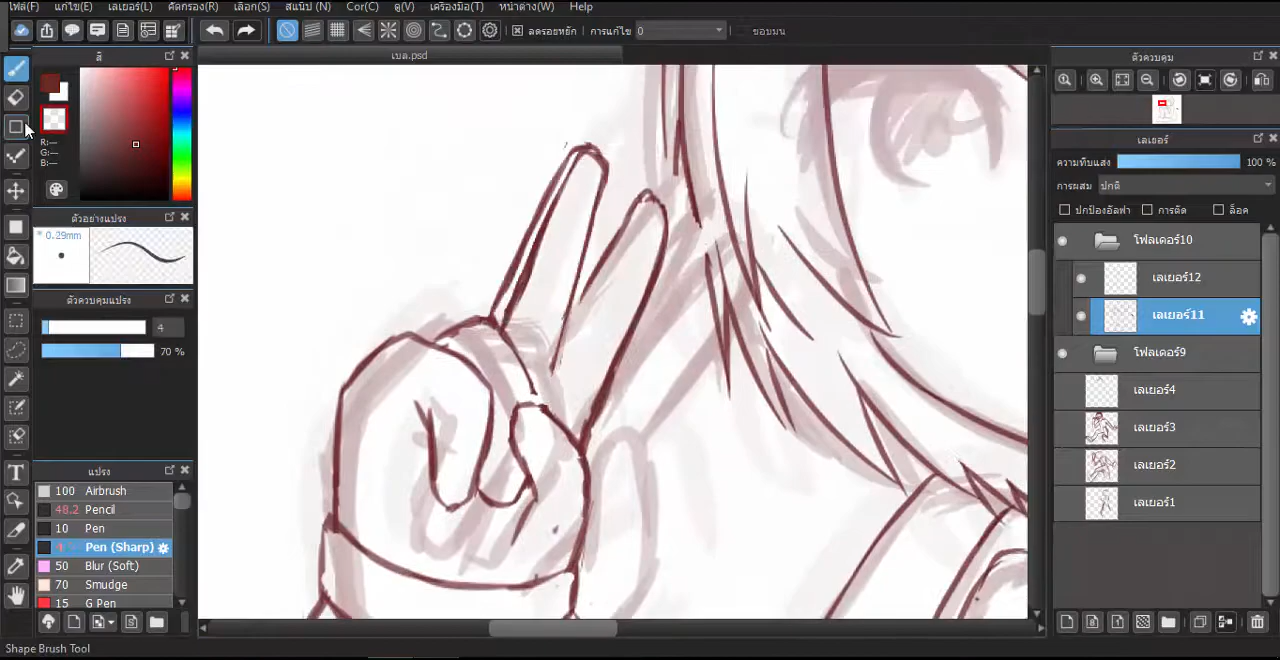 ไฟล์(F) แก้ไข(E) เลเยอร์(L) คัดกรอง(R) เลือก(S) สแน็ป (N) Cor(C) ดู(V) เครื่องมือ(T) หน้าต่าง(W) Help
ลดรอยหยัก การแก้ไข 0 ขอบมน
สี
เบล.psd
ตัวควบคุม
R:---
G:---
B:---
เลเยอร์
ความทึบแสง 100 %
การผสม ปกติ
ปกป้องอัลฟา การติด ล็อค
ตัวอย่างแปรง
* 0.29mm
โฟลเดอร์10
เลเยอร์12
ตัวควบคุมแปรง
4
70 %
เลเยอร์11
โฟลเดอร์9
เลเยอร์4
เลเยอร์3
เลเยอร์2
เลเยอร์1
แปรง
100 Airbrush
48.2 Pencil
10 Pen
Pen (Sharp)
50 Blur (Soft)
70 Smudge
15 G Pen
T
Shape Brush Tool